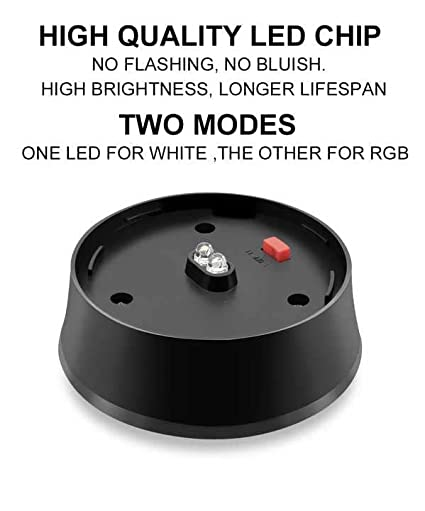 HIGH QUALITY LED CHIP
NO FLASHING, NO BLUISH.
HIGH BRIGHTNESS, LONGER LIFESPAN
TWO MODES
ONE LED FOR WHITE ,THE OTHER FOR RGB